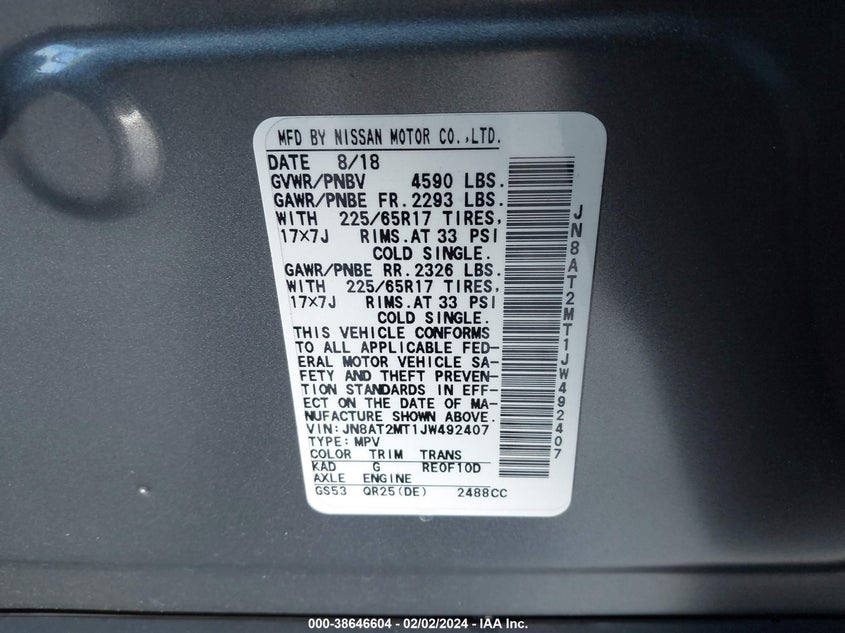 MFD BY NISSAN MOTOR CO.,LTD.
DATE 8/18
GVWR/PNBV 4590 LBS.
GAWR/PNBE FR. 2293 LBS.
WITH 225/65R17 TIRES,
17×7J RIMS. AT 33 PSI
COLD SINGLE.
GAWR/PNBE RR. 2326 LBS.
WITH 225/65R17 TIRES,
17×7J RIMS. AT 33 PSI
COLD SINGLE.
THIS VEHICLE CONFORMS
TO ALL APPLICABLE FED-
ERAL MOTOR VEHICLE SA-
FETY AND THEFT PREVEN-
TION STANDARDS IN EFF-
ECT ON THE DATE OF MA-
NUFACTURE SHOWN ABOVE.
VIN: JN8AT2MT1JW492407
TYPE: MPV
COLOR TRIM TRANS
KAD G RE0F10D
AXLE ENGINE
GS53 QR25(DE) 2488CC
JN8AT2MT1JW492407
000-38646604 / 02/02/2024 - IAA Inc.